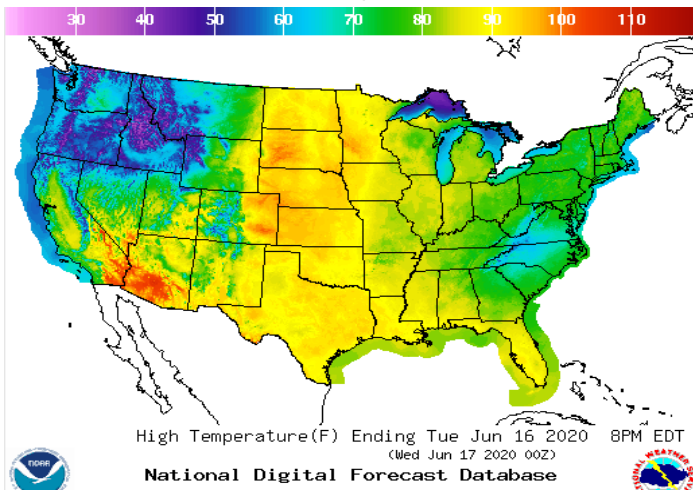 30 40 50 60 70 80 90 100 110
High Temperature(F) Ending Tue Jun 16 2020 8PM EDT
(Wed Jun 17 2020 00Z)
National Digital Forecast Database
NOAA